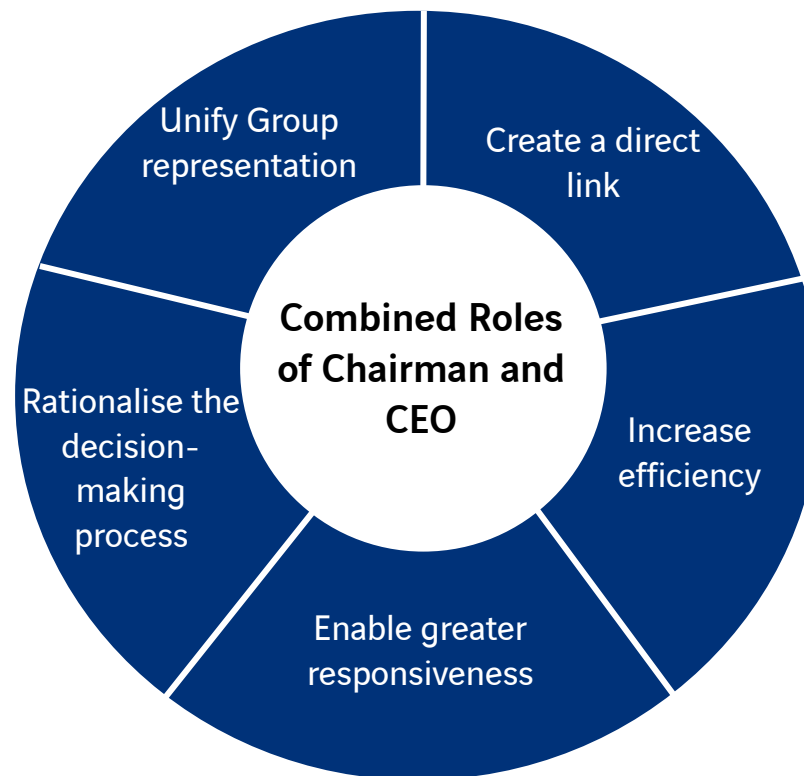 Unify Group
representation
Create a direct
link
Combined Roles
of Chairman and
CEO
Rationalise the
decision-
making
process
Increase
efficiency
Enable greater
responsiveness